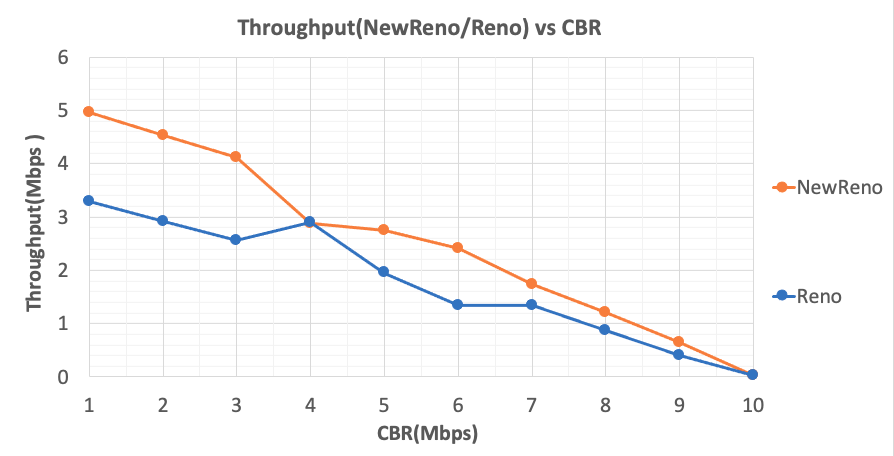 Throughput(NewReno/Reno) vs CBR
Throughput(Mbps )
6
5
4
3
2
1
0
1 2 3 4 5 6 7 8 9 10
CBR(Mbps)
NewReno
Reno